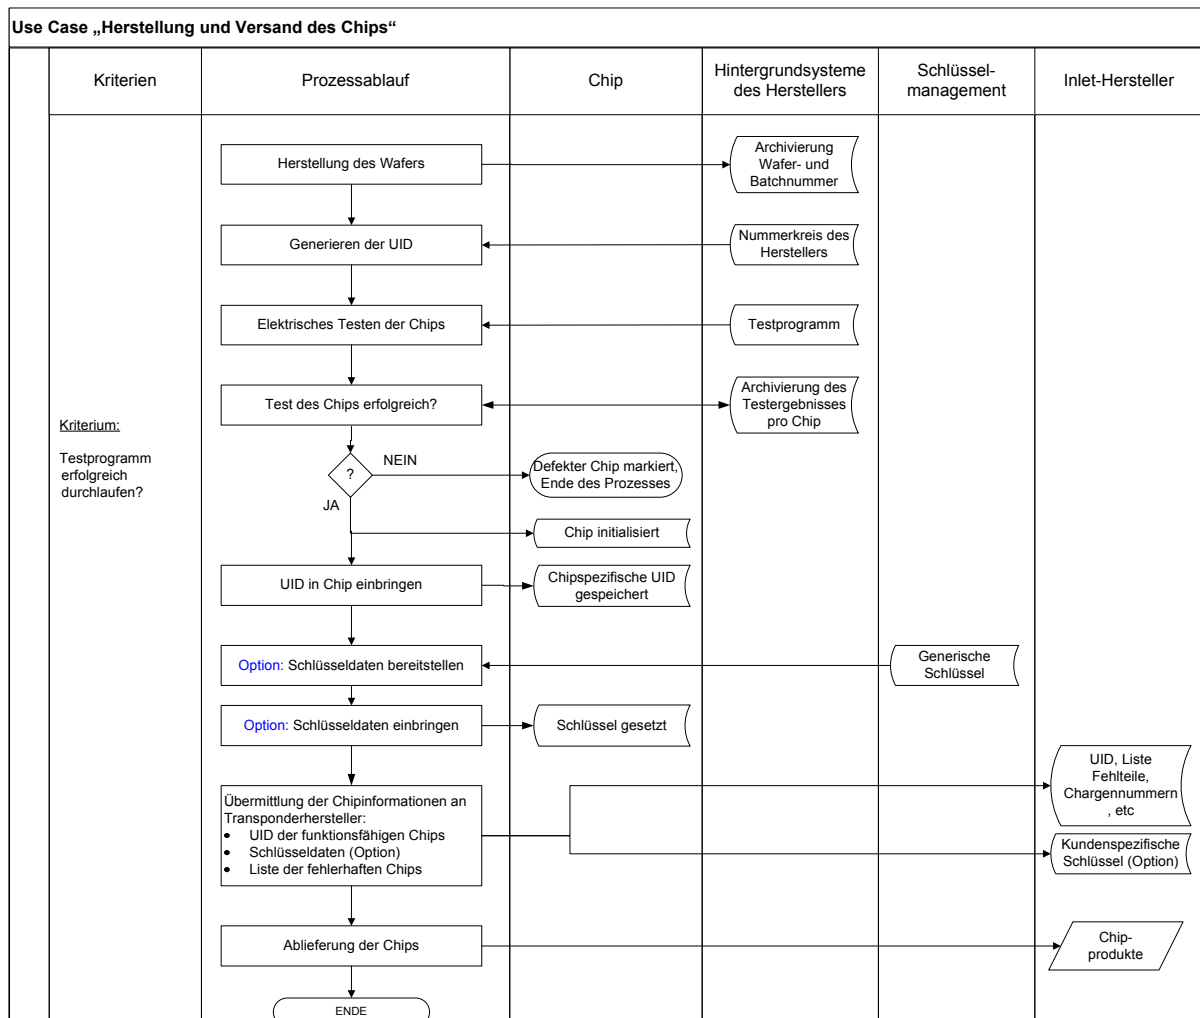 Use Case „Herstellung und Versand des Chips“
Kriterien
Prozessablauf
Chip
Hintergrundsysteme
des Herstellers
Schlüssel-
management
Inlet-Hersteller
Herstellung des Wafers
Archivierung
Wafer- und
Batchnummer
Generieren der UID
Nummerkreis des
Herstellers
Elektrisches Testen der Chips
Testprogramm
Test des Chips erfolgreich?
Archivierung des
Testergebnisses
pro Chip
Kriterium:
Testprogramm
erfolgreich
durchlaufen?
?
NEIN
Defekter Chip markiert,
Ende des Prozesses
JA
Chip initialisiert
UID in Chip einbringen
Chipspezifische UID
gespeichert
Option: Schlüsseldaten bereitstellen
Generische
Schlüssel
Option: Schlüsseldaten einbringen
Schlüssel gesetzt
Übermittlung der Chipinformationen an
Transponderhersteller:
• UID der funktionsfähigen Chips
• Schlüsseldaten (Option)
• Liste der fehlerhaften Chips
UID, Liste
Fehlteile,
Chargennummern
, etc
Kundenspezifische
Schlüssel (Option)
Ablieferung der Chips
Chip-
produkte
ENDE